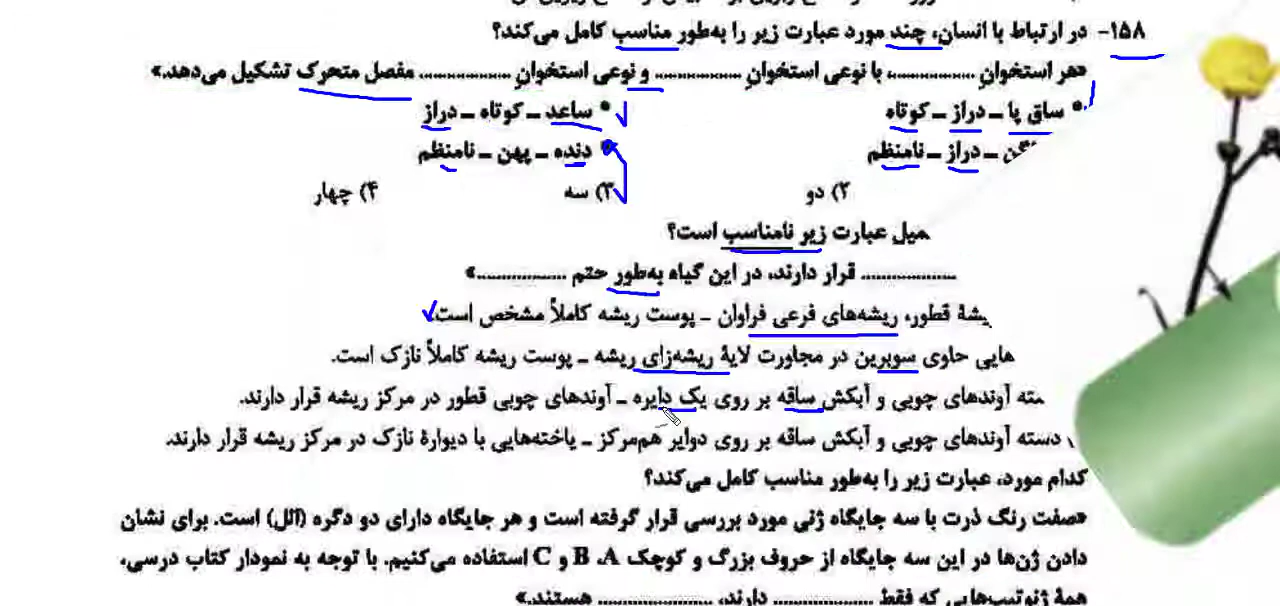 ۱۵۸- در ارتباط با انسان، چند مورد عبارت زیر را به‌طور مناسب کامل می‌کند؟
«هر استخوانِ .................. با نوعی استخوانِ .................. و نوعی استخوانِ .................. مفصل متحرک تشکیل می‌دهد.»
• ساق پا ـ دراز ـ کوتاه • ساعد ـ کوتاه ـ دراز
ـ دراز ـ نامنظم • دنده ـ پهن ـ نامنظم
۲) دو ۳) سه ۴) چهار
عبارت زیر نامناسب است؟
.................. قرار دارند، در این گیاه به‌طور حتم ..................»
قطور، ریشه‌های فرعی فراوان ـ پوست ریشه کاملاً مشخص است.
هایی حاوی سوبرین در مجاورت لایهٔ ریشه‌زای ریشه ـ پوست ریشه کاملاً نازک است.
آوندهای چوبی و آبکش ساقه بر روی یک دایره ـ آوندهای چوبی قطور در مرکز ریشه قرار دارند.
دسته آوندهای چوبی و آبکش ساقه بر روی دوایر هم‌مرکز ـ یاخته‌هایی با دیوارهٔ نازک در مرکز ریشه قرار دارند.
کدام مورد، عبارت زیر را به‌طور مناسب کامل می‌کند؟
«صفت رنگ ذرت با سه جایگاه ژنی مورد بررسی قرار گرفته است و هر جایگاه دارای دو دگره (الل) است. برای نشان
دادن ژن‌ها در این سه جایگاه از حروف بزرگ و کوچک A، B و C استفاده می‌کنیم. با توجه به نمودار کتاب درسی،
همهٔ ژنوتیپ‌هایی که فقط .................. دارند، .................. هستند.»